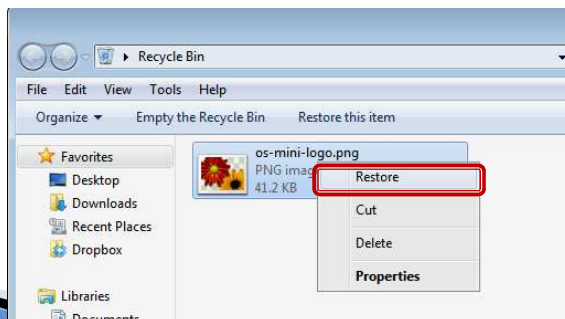 Recycle Bin
File Edit View Tools Help
Organize Empty the Recycle Bin Restore this item
Favorites
Desktop
Downloads
Recent Places
Dropbox
Libraries
Documents
os-mini-logo.png
PNG imag
41.2 KB
Restore
Cut
Delete
Properties